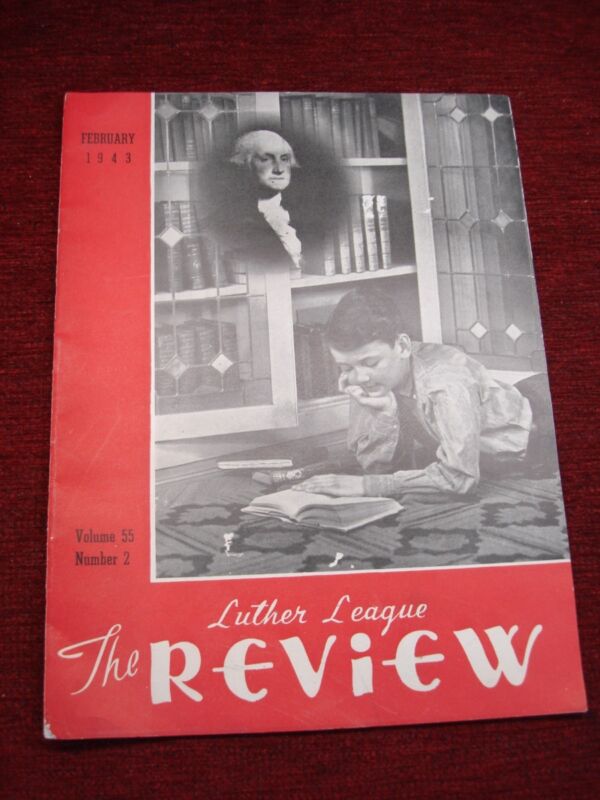 FEBRUARY
1943
Volume 55
Number 2
Luther League
The REViEW